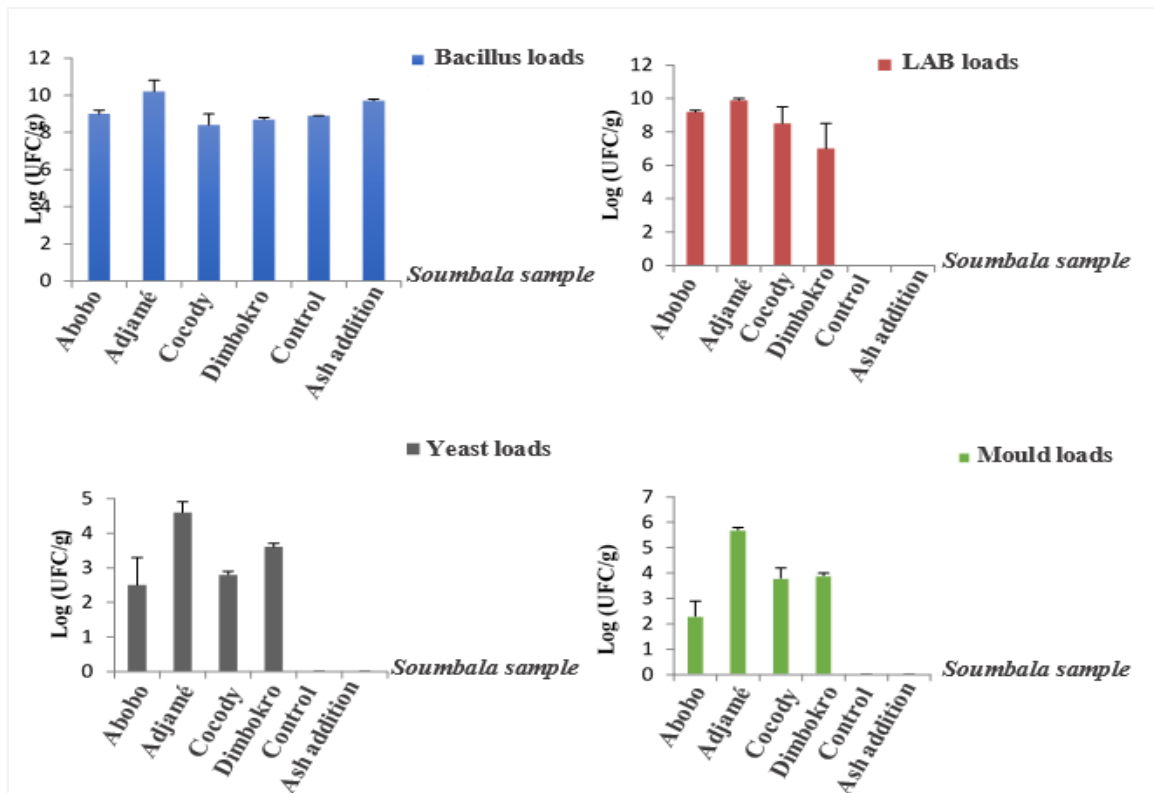 Bacillus loads
Log (UFC/g)
12
10
8
6
4
2
0
Abobo
Adjamé
Cocody
Dimbokro
Control
Ash addition
Soumbala sample
LAB loads
Log (UFC/g)
12
10
8
6
4
2
0
Abobo
Adjamé
Cocody
Dimbokro
Control
Ash addition
Soumbala sample
Yeast loads
Log (UFC/g)
5
4
3
2
1
0
Abobo
Adjamé
Cocody
Dimbokro
Control
Ash addition
Soumbala sample
Mould loads
Log (UFC/g)
7
6
5
4
3
2
1
0
Abobo
Adjamé
Cocody
Dimbokro
Control
Ash addition
Soumbala sample